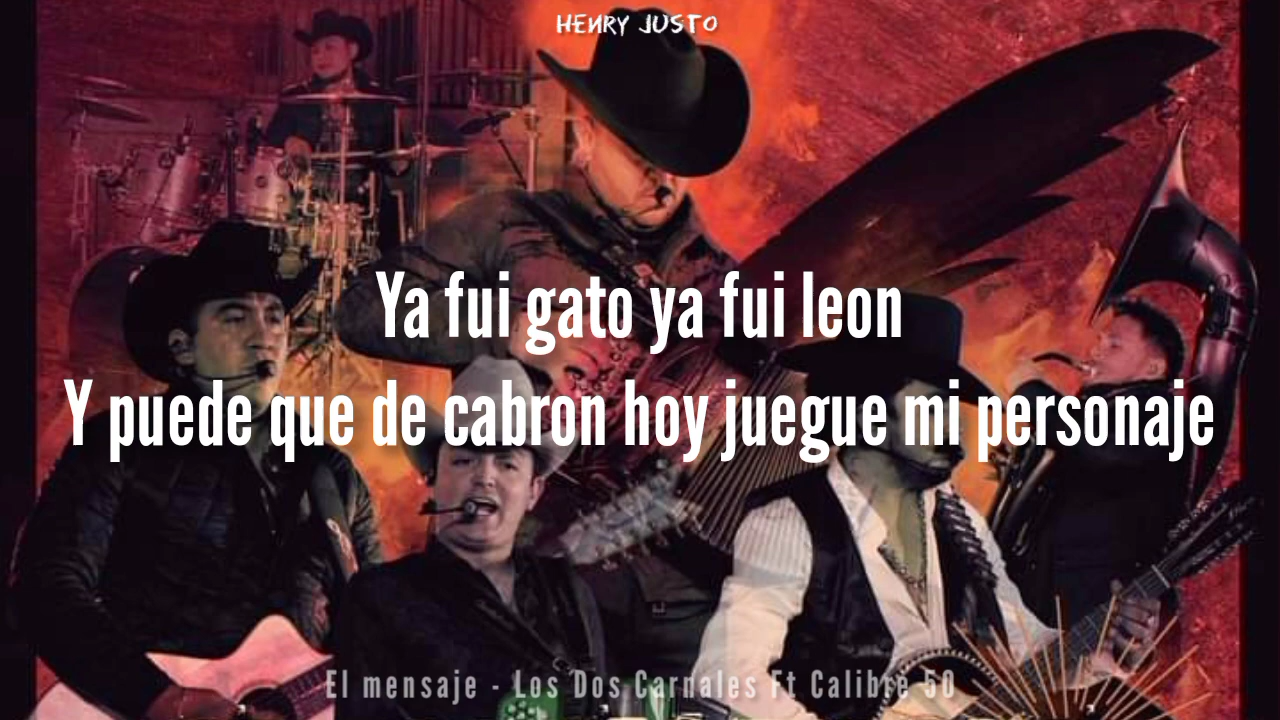 HENRY JUSTO
Ya fui gato ya fui leon
Y puede que de cabron hoy juegue mi personaje
El mensaje - Los Dos Carnales Ft Calibre 50